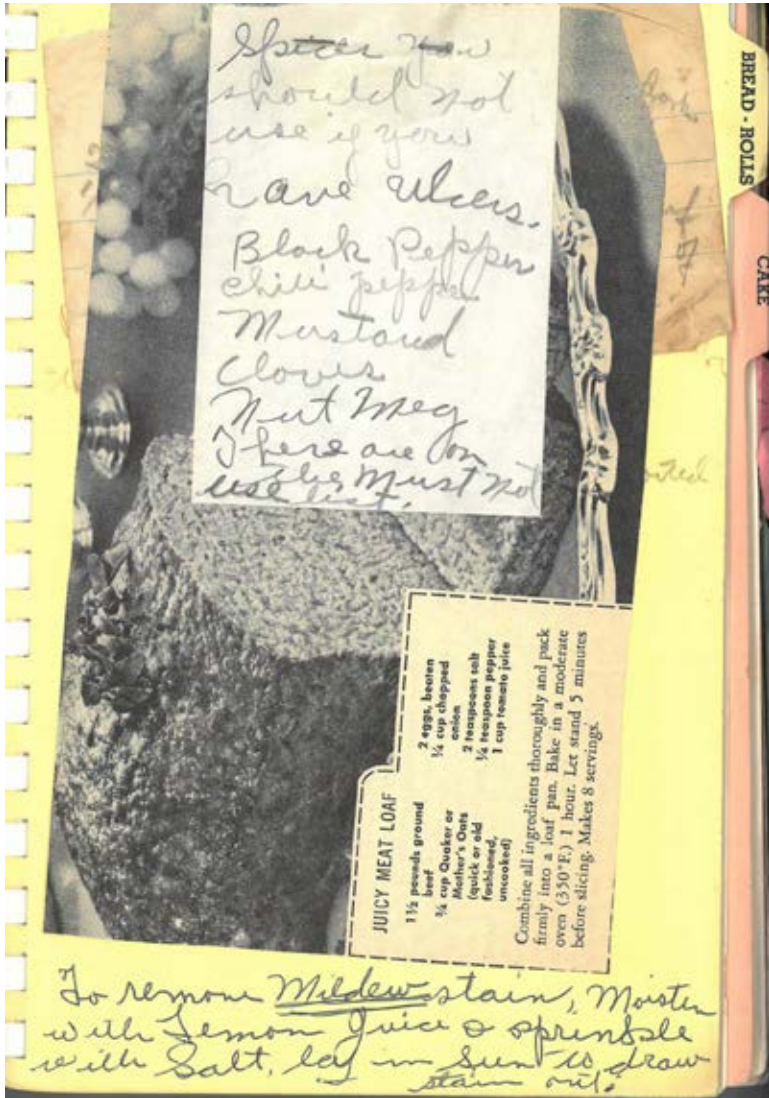 Spices you
should not
use if you
have ulcers.
Black Pepper
chili pepper
Mustard
Cloves
Nut Meg
These are on
the Must not
use list.
BREAD - ROLLS
CAKE
JUICY MEAT LOAF
1½ pounds ground
beef
¾ cup Quaker or
Mother's Oats
(quick or old
fashioned,
uncooked)
2 eggs, beaten
¼ cup chopped
onion
2 teaspoons salt
¼ teaspoon pepper
1 cup tomato juice
Combine all ingredients thoroughly and pack
firmly into a loaf pan. Bake in a moderate
oven (350°F.) 1 hour. Let stand 5 minutes
before slicing. Makes 8 servings.
To remove Mildew stain, Moisten
with Lemon Juice & sprinkle
with Salt, lay in Sun to draw
stain out.